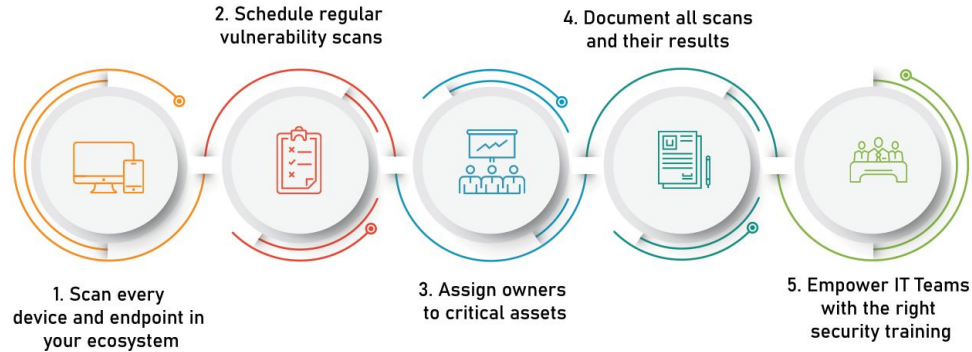 2. Schedule regular
vulnerability scans
4. Document all scans
and their results
1. Scan every
device and endpoint in
your ecosystem
3. Assign owners
to critical assets
5. Empower IT Teams
with the right
security training